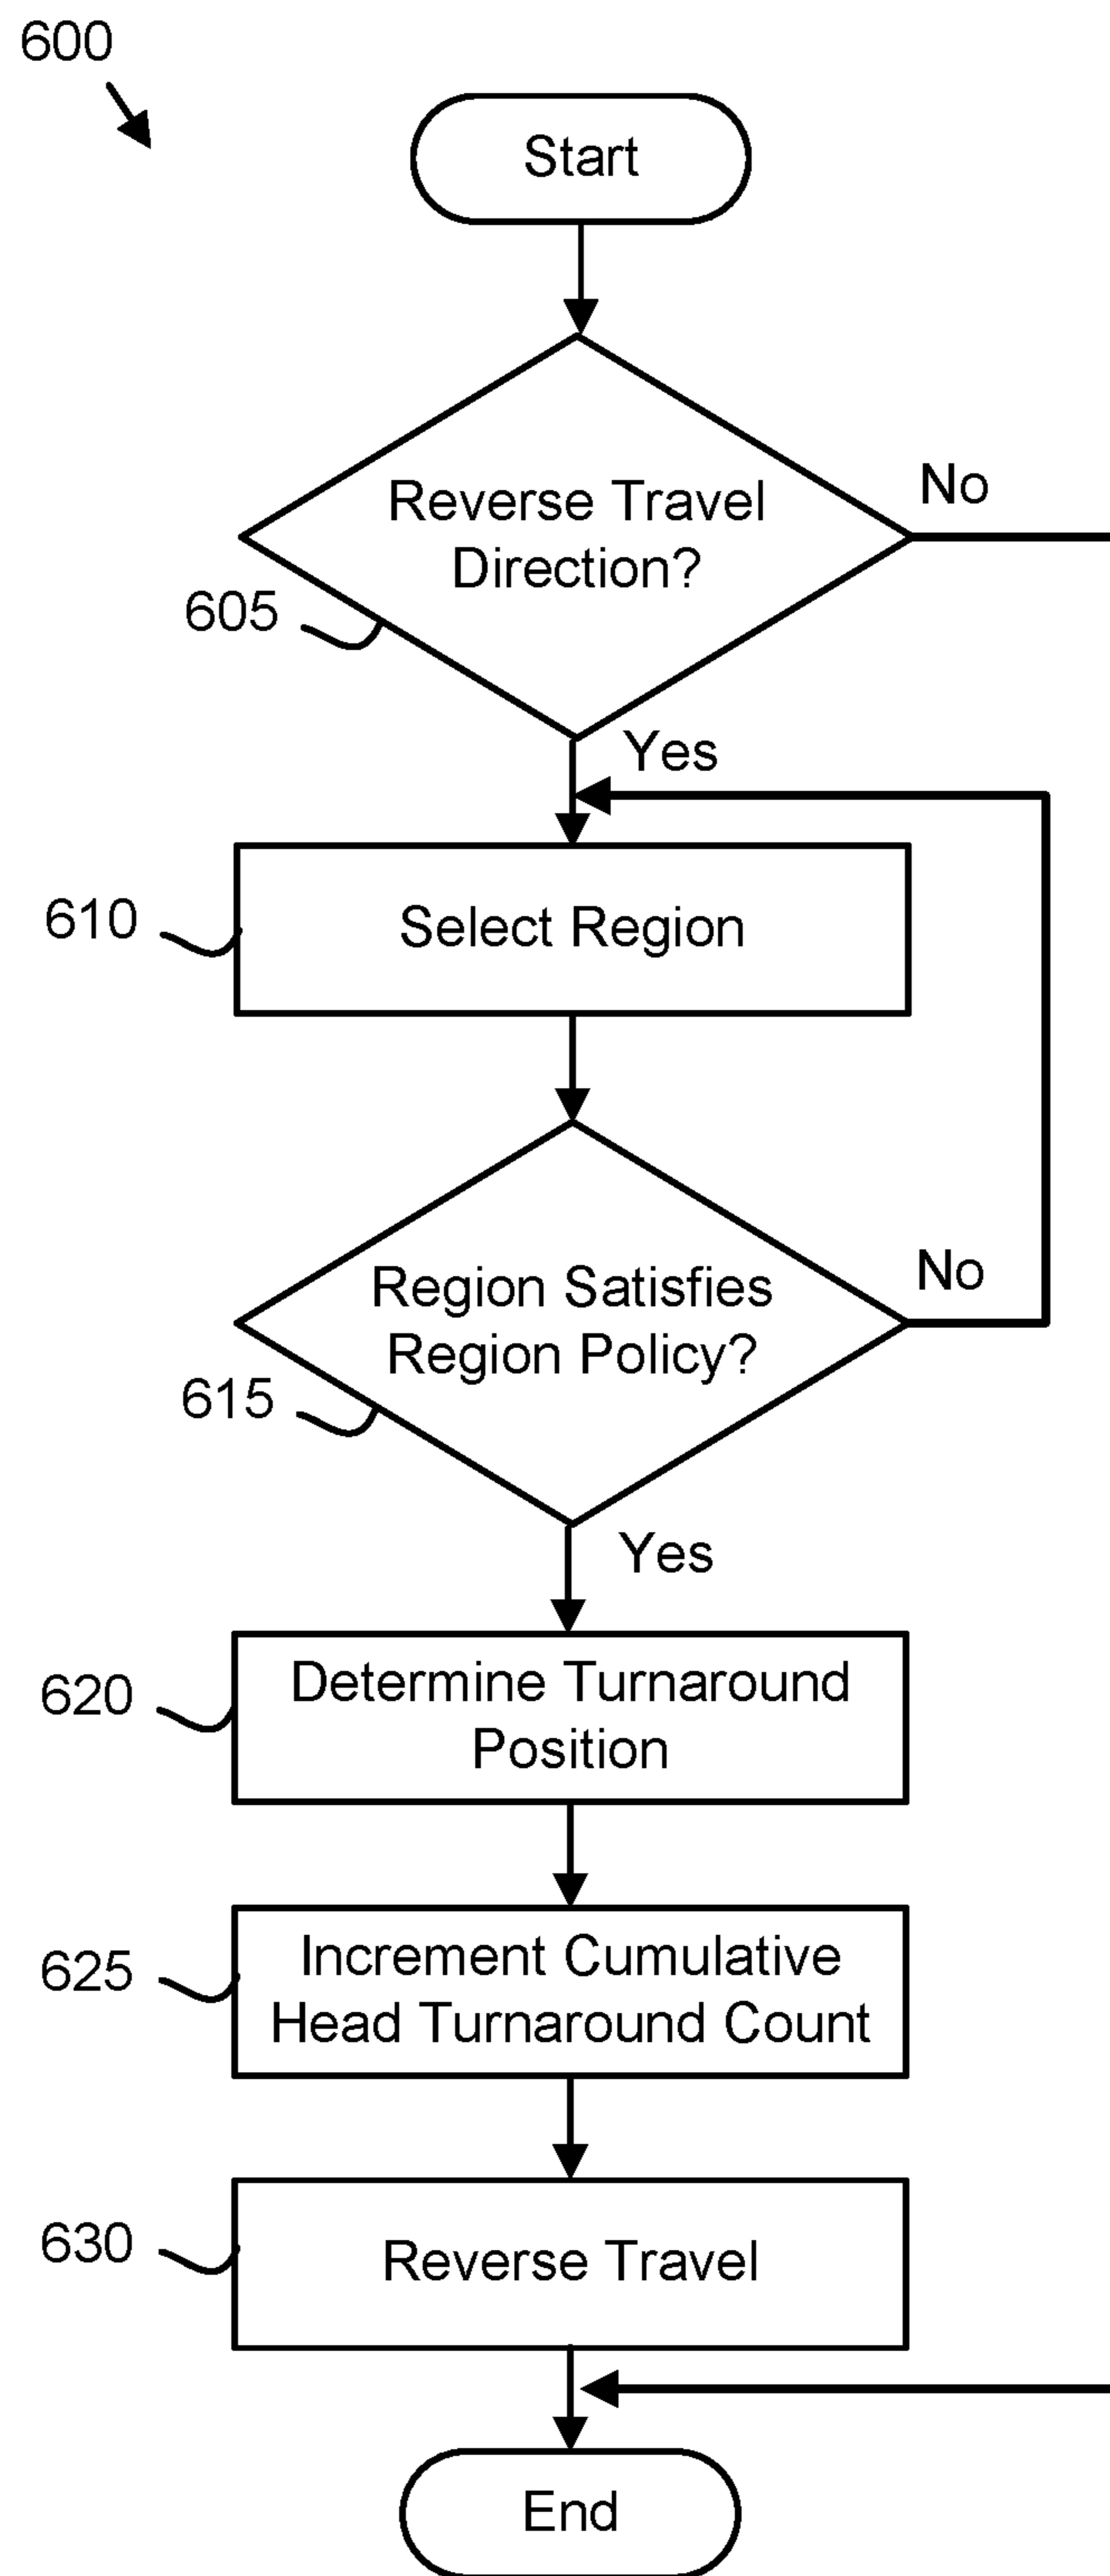 600
Start
Reverse Travel
Direction?
No
605
Yes
610
Select Region
Region Satisfies
Region Policy?
No
615
Yes
620
Determine Turnaround
Position
625
Increment Cumulative
Head Turnaround Count
630
Reverse Travel
End